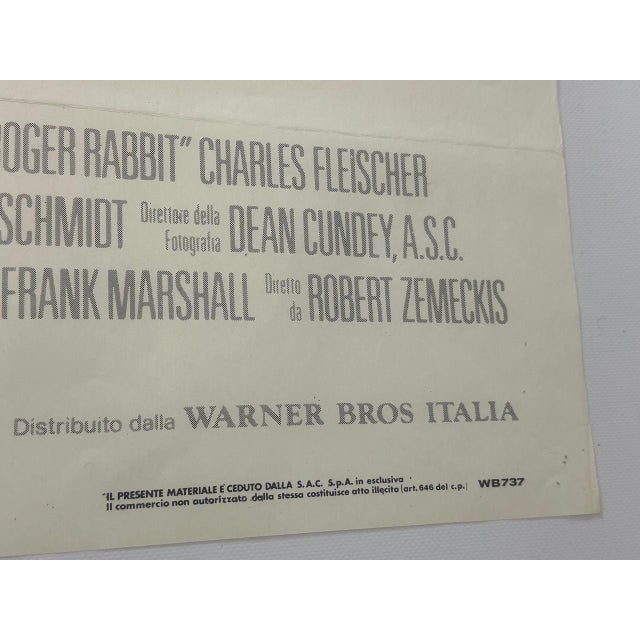 OGER RABBIT" CHARLES FLEISCHER
SCHMIDT Direttore della Fotografia DEAN CUNDEY, A.S.C.
FRANK MARSHALL Diretto da ROBERT ZEMECKIS
Distribuito dalla WARNER BROS ITALIA
"IL PRESENTE MATERIALE E' CEDUTO DALLA S.A.C. S.p.A. in esclusiva
Il commercio non autorizzato dalla stessa costituisce atto illecito (art. 646 del c.p.) WB737